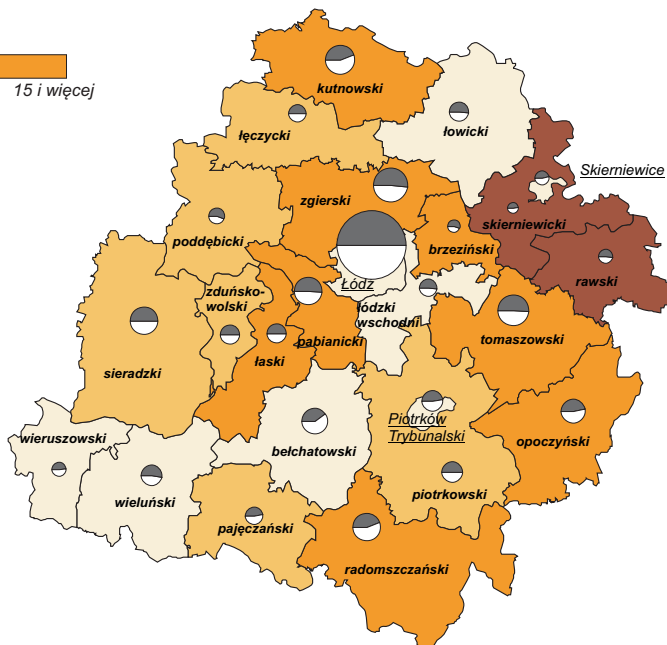 15 i więcej
kutnowski
łęczycki
łowicki
Skierniewice
zgierski
skierniewicki
poddębicki
brzeziński
rawski
Łódź
zduńsko-
wolski
łódzki
wschodni
pabianicki
tomaszowski
łaski
sieradzki
Piotrków
Trybunalski
wieruszowski
opoczyński
bełchatowski
wieluński
piotrkowski
pajęczański
radomszczański